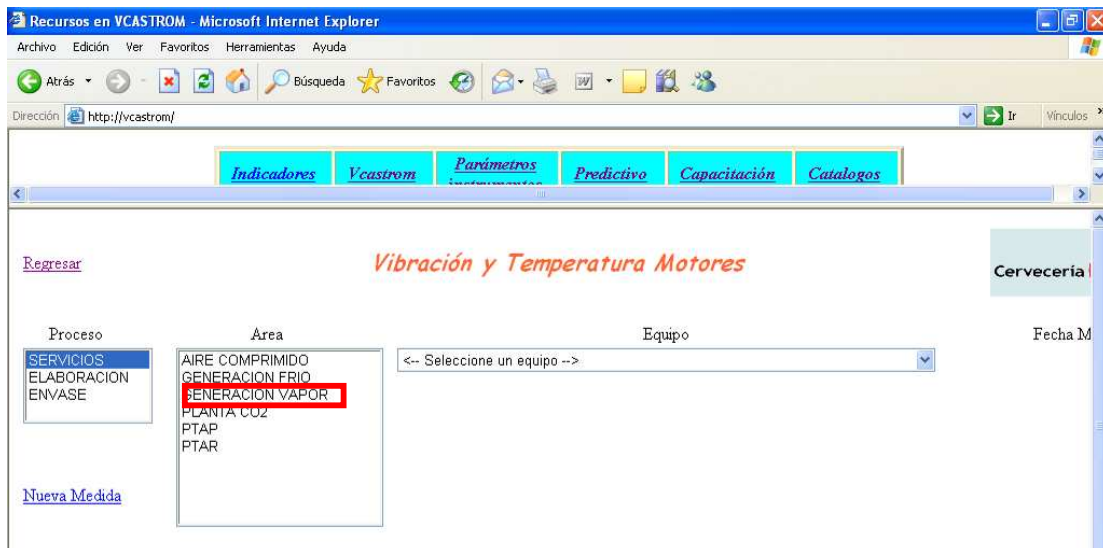 Recursos en VCASTROM - Microsoft Internet Explorer
Archivo Edición Ver Favoritos Herramientas Ayuda
Atrás Búsqueda Favoritos
Dirección http://vcastrom/ Ir Vínculos
Indicadores Vcastrom Parámetros instrumentos Predictivo Capacitación Catalogos
Regresar
Vibración y Temperatura Motores
Cervecería
Proceso Area Equipo Fecha M
SERVICIOS AIRE COMPRIMIDO <-- Seleccione un equipo -->
ELABORACION GENERACION FRIO
ENVASE GENERACION VAPOR
PLANTA CO2
PTAP
PTAR
Nueva Medida